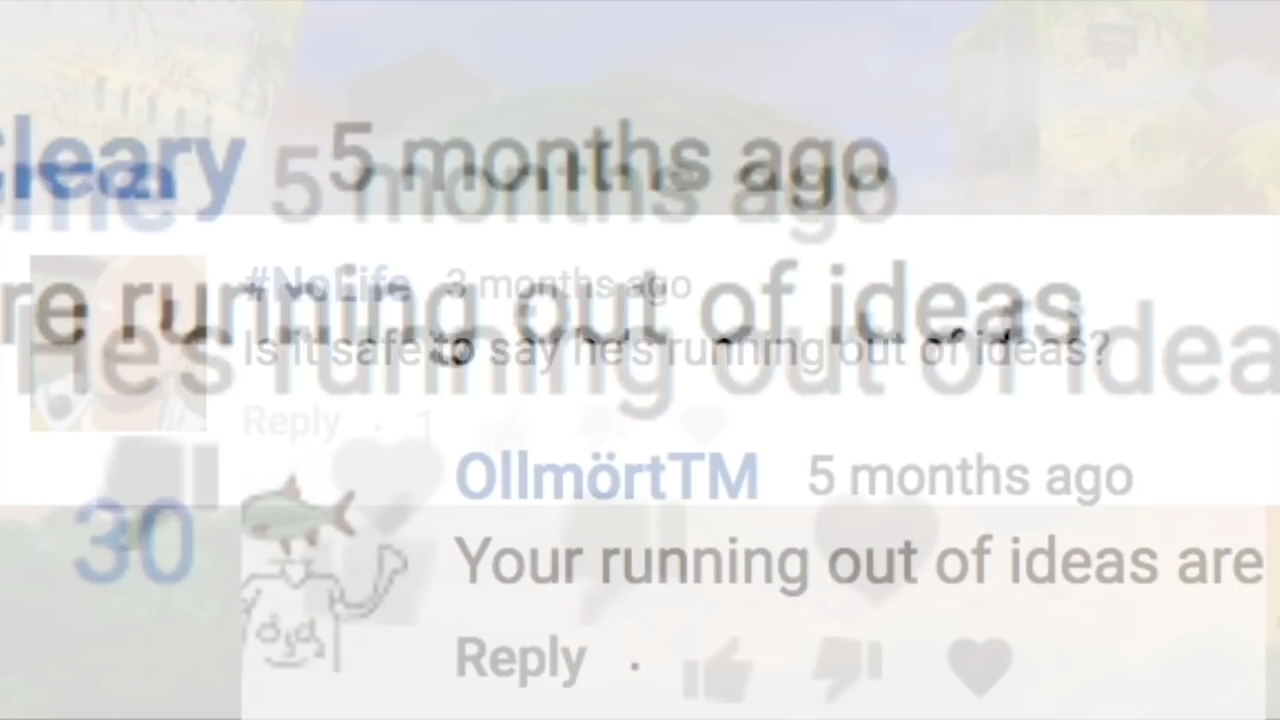 Cleary 5 months ago
5 months ago
re running out of ideas
He's running out of idea
#NoLife 3 months ago
Is it safe to say he's running out of ideas?
Reply · 1
30
OllmörtTM 5 months ago
Your running out of ideas are
Reply ·